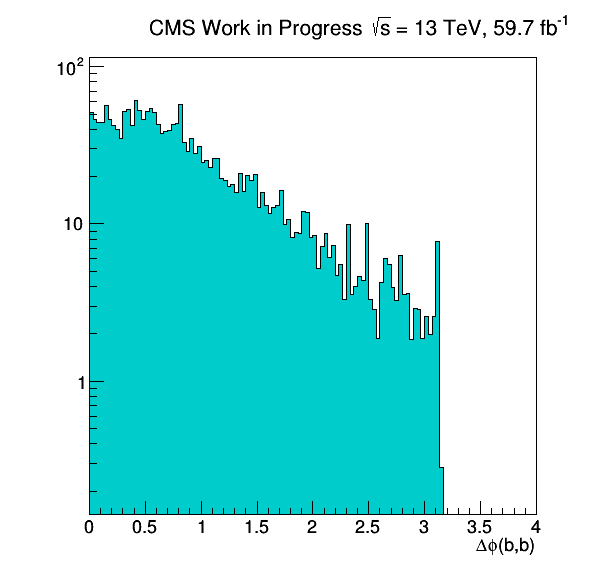 CMS Work in Progress √s = 13 TeV, 59.7 fb⁻¹
10²
10
1
0 0.5 1 1.5 2 2.5 3 3.5 4
Δϕ(b,b)